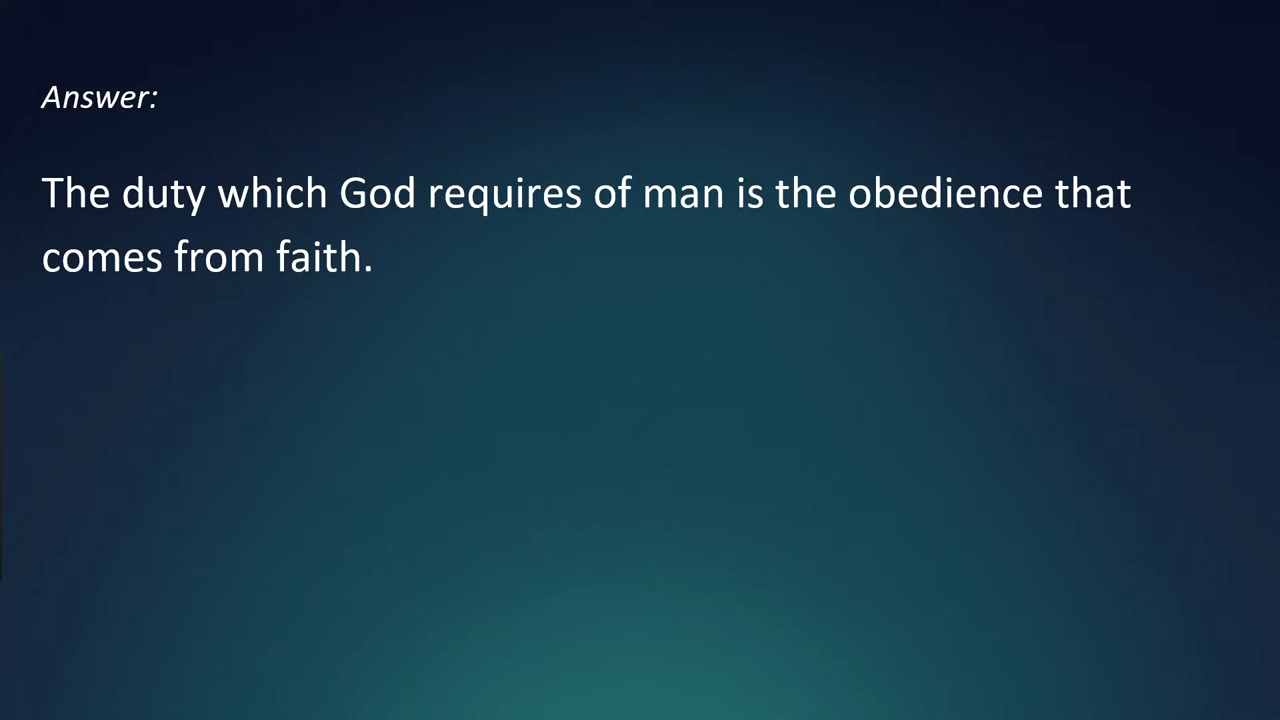 Answer:
The duty which God requires of man is the obedience that
comes from faith.